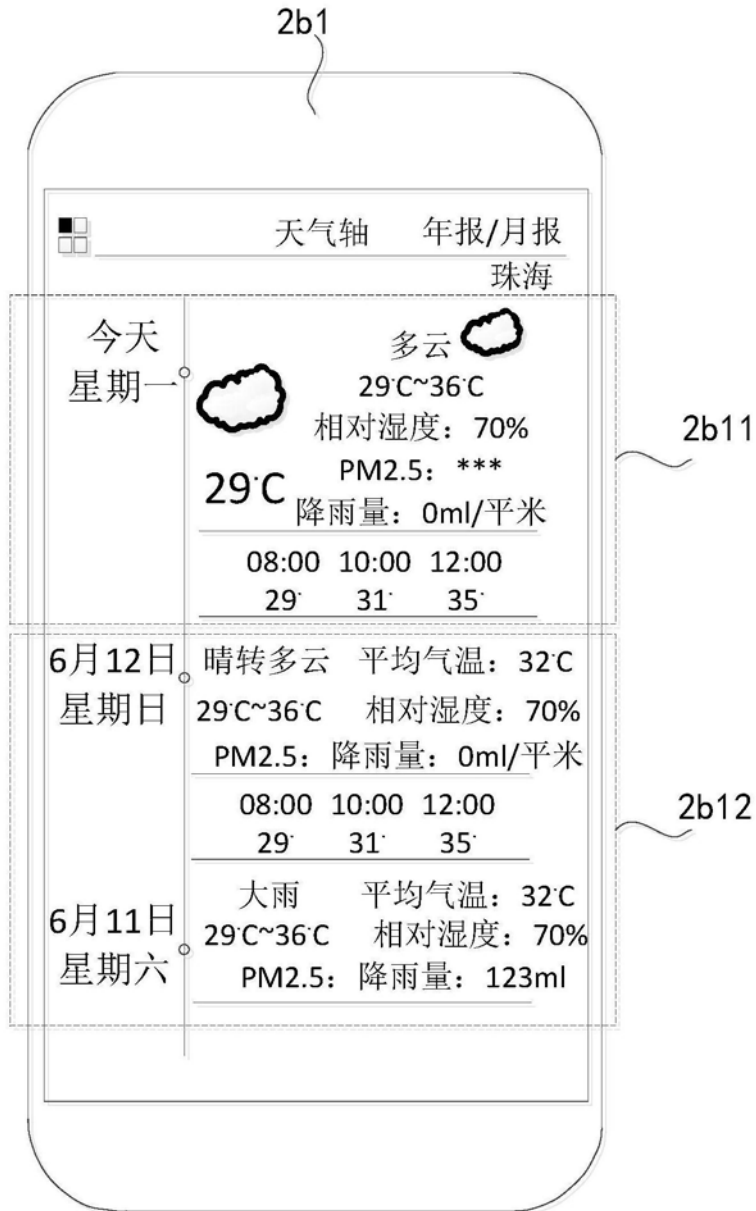 2b1
天气轴 年报/月报
珠海
今天
星期一
多云
29°C~36°C
相对湿度：70%
PM2.5：***
29°C
降雨量：0ml/平米
08:00 10:00 12:00
29° 31° 35°
2b11
6月12日
星期日
晴转多云 平均气温：32°C
29°C~36°C 相对湿度：70%
PM2.5：降雨量：0ml/平米
08:00 10:00 12:00
29° 31° 35°
2b12
6月11日
星期六
大雨 平均气温：32°C
29°C~36°C 相对湿度：70%
PM2.5：降雨量：123ml